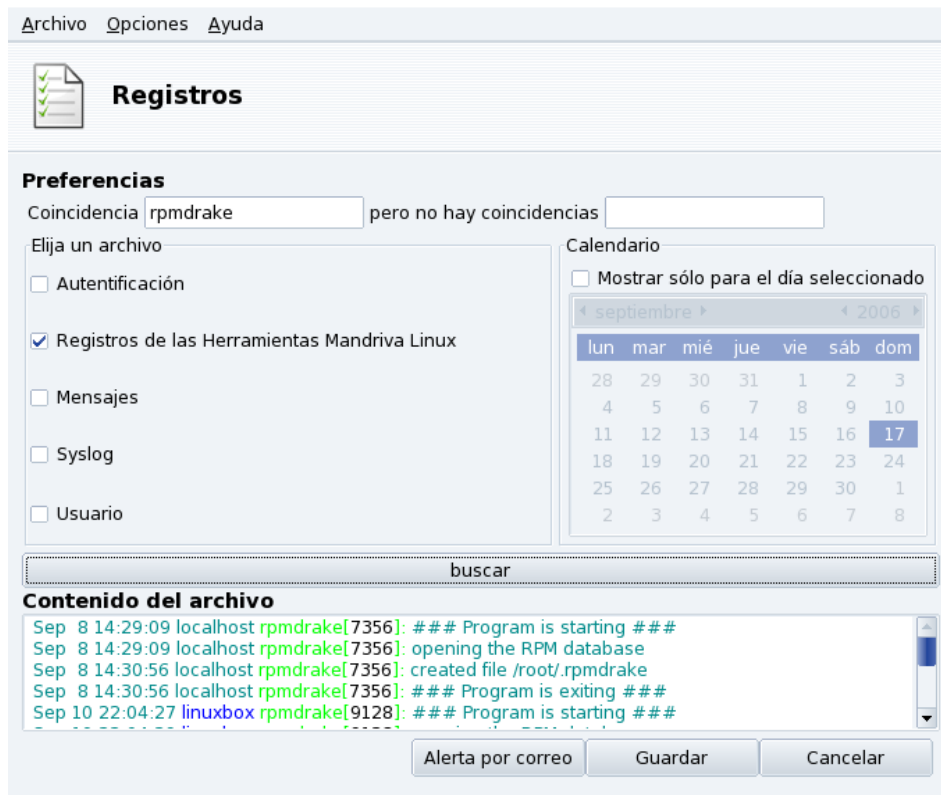 Archivo Opciones Ayuda
Registros
Preferencias
Coincidencia rpmdrake pero no hay coincidencias
Elija un archivo
Autentificación
Registros de las Herramientas Mandriva Linux
Mensajes
Syslog
Usuario
Calendario
Mostrar sólo para el día seleccionado
septiembre 2006
lun mar mié jue vie sáb dom
28 29 30 31 1 2 3
4 5 6 7 8 9 10
11 12 13 14 15 16 17
18 19 20 21 22 23 24
25 26 27 28 29 30 1
2 3 4 5 6 7 8
buscar
Contenido del archivo
Sep 8 14:29:09 localhost rpmdrake[7356]: ### Program is starting ###
Sep 8 14:29:09 localhost rpmdrake[7356]: opening the RPM database
Sep 8 14:30:56 localhost rpmdrake[7356]: created file /root/.rpmdrake
Sep 8 14:30:56 localhost rpmdrake[7356]: ### Program is exiting ###
Sep 10 22:04:27 linuxbox rpmdrake[9128]: ### Program is starting ###
Alerta por correo Guardar Cancelar